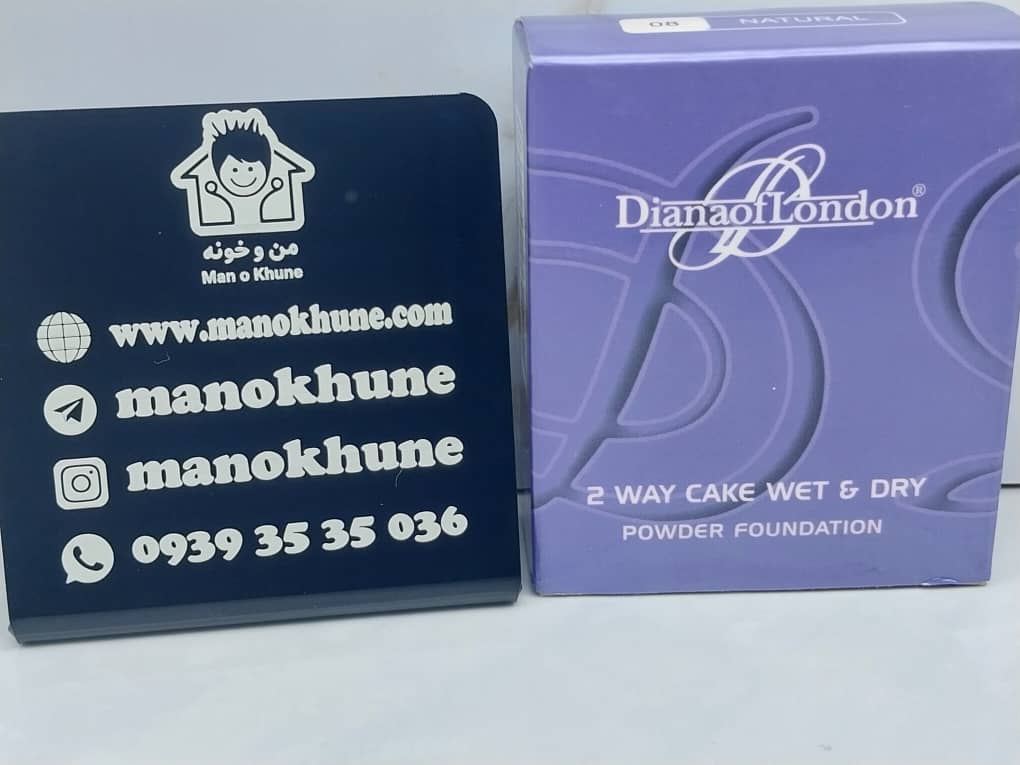 من و خونه
Man o Khune
www.manokhune.com
manokhune
manokhune
0939 35 35 036
08 NATURAL
DianaofLondon®
2 WAY CAKE WET & DRY
POWDER FOUNDATION